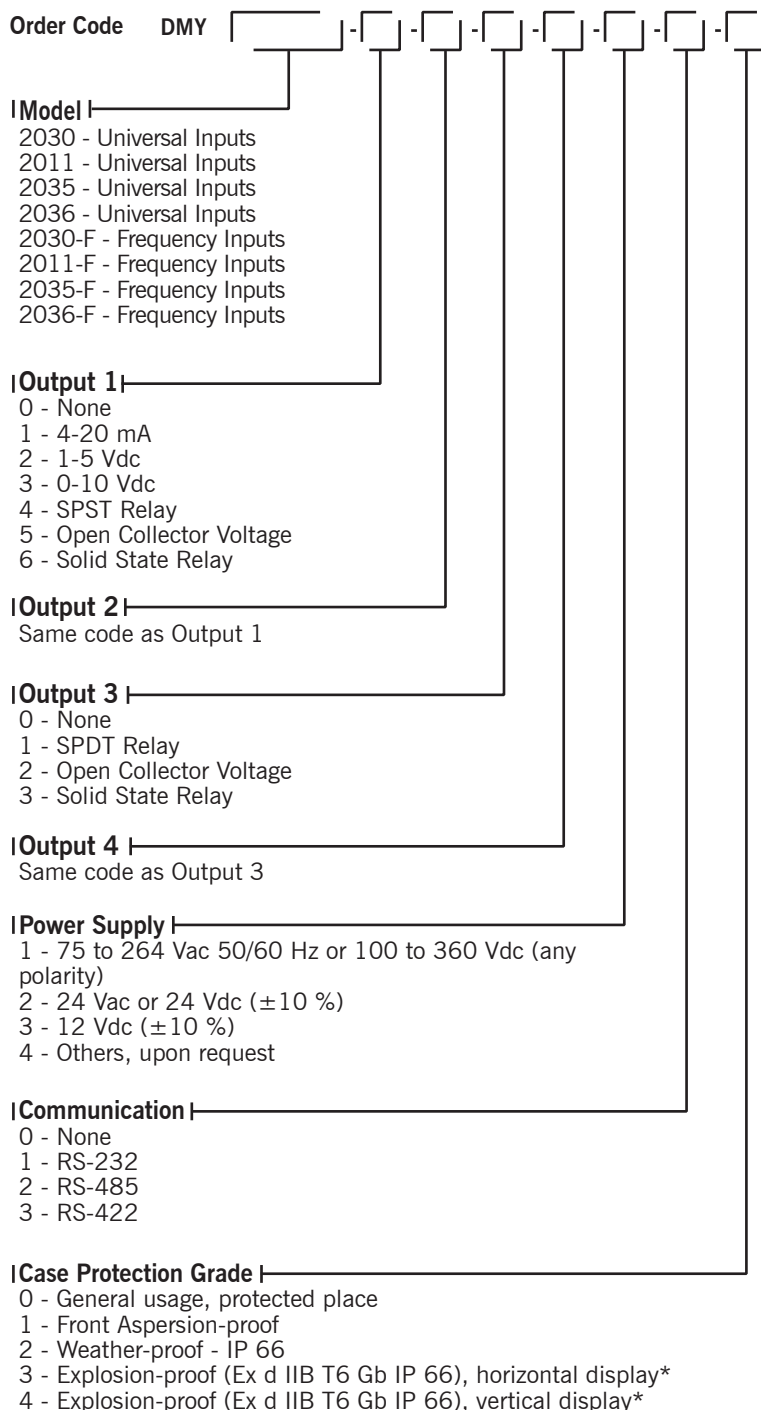 Order Code DMY - - - - - - -
Model
2030 - Universal Inputs
2011 - Universal Inputs
2035 - Universal Inputs
2036 - Universal Inputs
2030-F - Frequency Inputs
2011-F - Frequency Inputs
2035-F - Frequency Inputs
2036-F - Frequency Inputs
Output 1
0 - None
1 - 4-20 mA
2 - 1-5 Vdc
3 - 0-10 Vdc
4 - SPST Relay
5 - Open Collector Voltage
6 - Solid State Relay
Output 2
Same code as Output 1
Output 3
0 - None
1 - SPDT Relay
2 - Open Collector Voltage
3 - Solid State Relay
Output 4
Same code as Output 3
Power Supply
1 - 75 to 264 Vac 50/60 Hz or 100 to 360 Vdc (any
polarity)
2 - 24 Vac or 24 Vdc (±10 %)
3 - 12 Vdc (±10 %)
4 - Others, upon request
Communication
0 - None
1 - RS-232
2 - RS-485
3 - RS-422
Case Protection Grade
0 - General usage, protected place
1 - Front Aspersion-proof
2 - Weather-proof - IP 66
3 - Explosion-proof (Ex d IIB T6 Gb IP 66), horizontal display*
4 - Explosion-proof (Ex d IIB T6 Gb IP 66), vertical display*